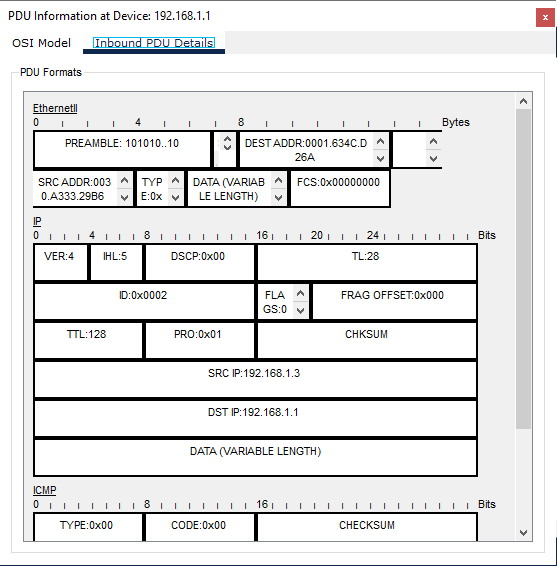 PDU Information at Device: 192.168.1.1
x
OSI Model Inbound PDU Details
PDU Formats
EthernetII
0 4 8 Bytes
PREAMBLE: 101010..10
DEST ADDR:0001.634C.D
26A
SRC ADDR:003
0.A333.29B6
TYP
E:0x
DATA (VARIAB
LE LENGTH)
FCS:0x00000000
IP
0 4 8 16 20 24 Bits
VER:4 IHL:5 DSCP:0x00 TL:28
ID:0x0002
FLA
GS:0
FRAG OFFSET:0x000
TTL:128 PRO:0x01 CHKSUM
SRC IP:192.168.1.3
DST IP:192.168.1.1
DATA (VARIABLE LENGTH)
ICMP
0 8 16 Bits
TYPE:0x00 CODE:0x00 CHECKSUM